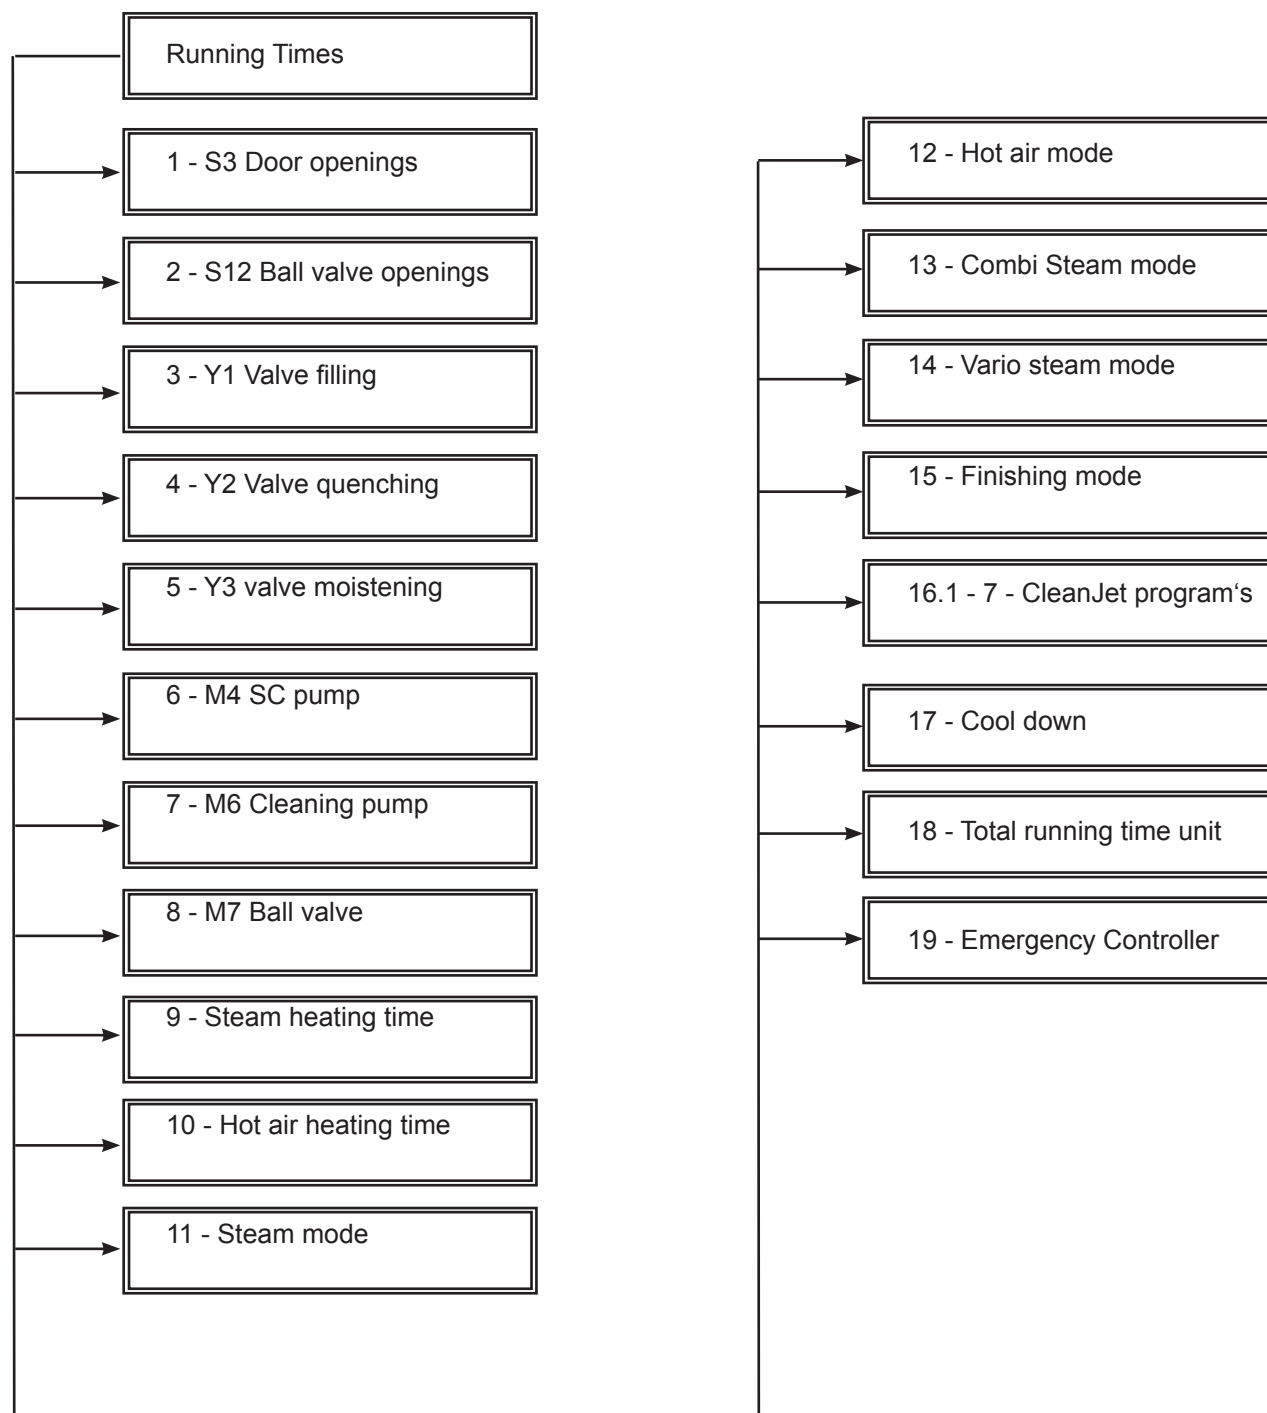 Running Times
1 - S3 Door openings
2 - S12 Ball valve openings
3 - Y1 Valve filling
4 - Y2 Valve quenching
5 - Y3 valve moistening
6 - M4 SC pump
7 - M6 Cleaning pump
8 - M7 Ball valve
9 - Steam heating time
10 - Hot air heating time
11 - Steam mode
12 - Hot air mode
13 - Combi Steam mode
14 - Vario steam mode
15 - Finishing mode
16.1 - 7 - CleanJet program‘s
17 - Cool down
18 - Total running time unit
19 - Emergency Controller